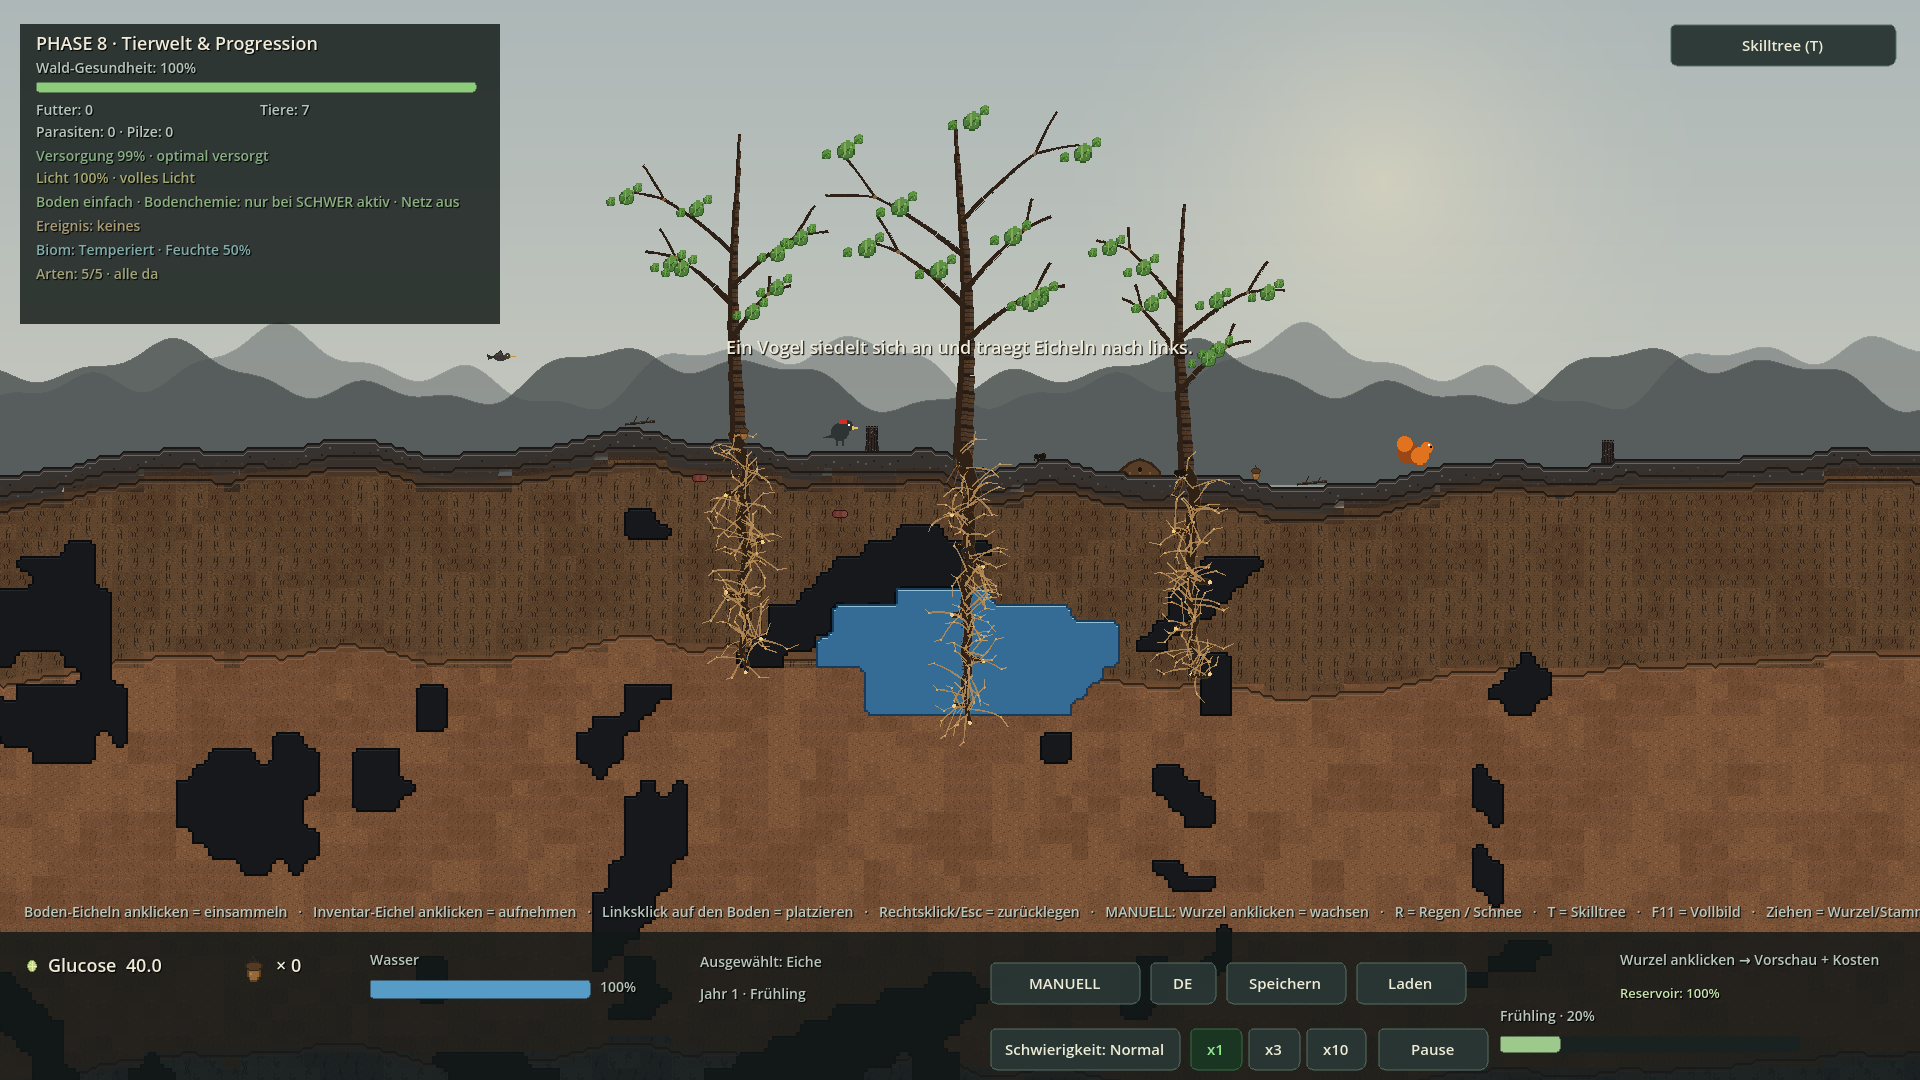 PHASE 8 · Tierwelt & Progression
Wald-Gesundheit: 100%
Futter: 0 Tiere: 7
Parasiten: 0 · Pilze: 0
Versorgung 99% · optimal versorgt
Licht 100% · volles Licht
Boden einfach · Bodenchemie: nur bei SCHWER aktiv · Netz aus
Ereignis: keines
Biom: Temperiert · Feuchte 50%
Arten: 5/5 · alle da
Skilltree (T)
Ein Vogel siedelt sich an und traegt Eicheln nach links.
Boden-Eicheln anklicken = einsammeln · Inventar-Eichel anklicken = aufnehmen · Linksklick auf den Boden = platzieren · Rechtsklick/Esc = zurücklegen · MANUELL: Wurzel anklicken = wachsen · R = Regen / Schnee · T = Skilltree · F11 = Vollbild · Ziehen = Wurzel/Stamm
Glucose 40.0
× 0
Wasser
100%
Ausgewählt: Eiche
Jahr 1 · Frühling
MANUELL
DE
Speichern
Laden
Schwierigkeit: Normal
x1
x3
x10
Pause
Wurzel anklicken → Vorschau + Kosten
Reservoir: 100%
Frühling · 20%